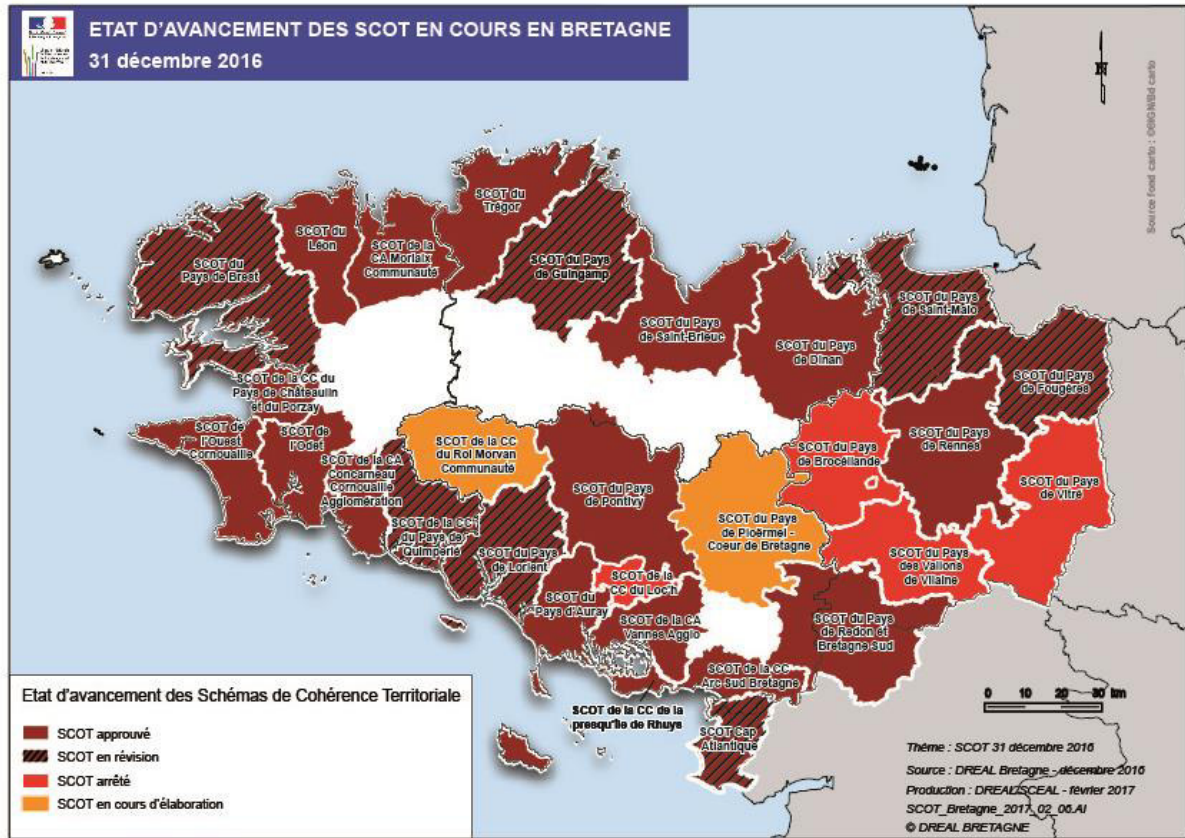 ETAT D'AVANCEMENT DES SCOT EN COURS EN BRETAGNE
31 décembre 2016
N
Source fond carto : ©©IGN/Bd carto
SCOT du
Trégor
SCOT du
Léon
SCOT de la
CA Morlaix
Communauté
SCOT du
Pays de Brest
SCOT du Pays
de Guingamp
SCOT du Pays
de Saint-Malo
SCOT du Pays
de Saint-Brieuc
SCOT du Pays
de Dinan
SCOT du Pays
de Fougères
SCOT de la CC du
Pays de Châteaulin
et du Porzay
SCOT de
l'Ouest
Cornouaille
SCOT de
l'Odet
SCOT de la CC
du Roi Morvan
Communauté
SCOT du Pays
de Rennes
SCOT du Pays
de Brocéliande
SCOT de la CA
Concarneau
Cornouaille
Agglomération
SCOT du Pays
de Pontivy
SCOT du Pays
de Vitré
SCOT du Pays
de Ploërmel -
Coeur de Bretagne
SCOT de la CC
du Pays de
Quimperlé
SCOT du Pays
de Lorient
SCOT du Pays
des Vallons
de Vilaine
SCOT de la
CC du Loc'h
SCOT du
Pays d'Auray
SCOT de la CA
Vannes Agglo
SCOT du Pays
de Redon et
Bretagne Sud
SCOT de la CC
Arc Sud Bretagne
SCOT de la CC de la
presqu'île de Rhuys
SCOT Cap
Atlantique
Etat d'avancement des Schémas de Cohérence Territoriale
SCOT approuvé
SCOT en révision
SCOT arrêté
SCOT en cours d'élaboration
0 10 20 30 km
Thème : SCOT 31 décembre 2016
Source : DREAL Bretagne - décembre 2016
Production : DREAL/SCEAL - février 2017
SCOT_Bretagne_2017_02_06.AI
© DREAL BRETAGNE